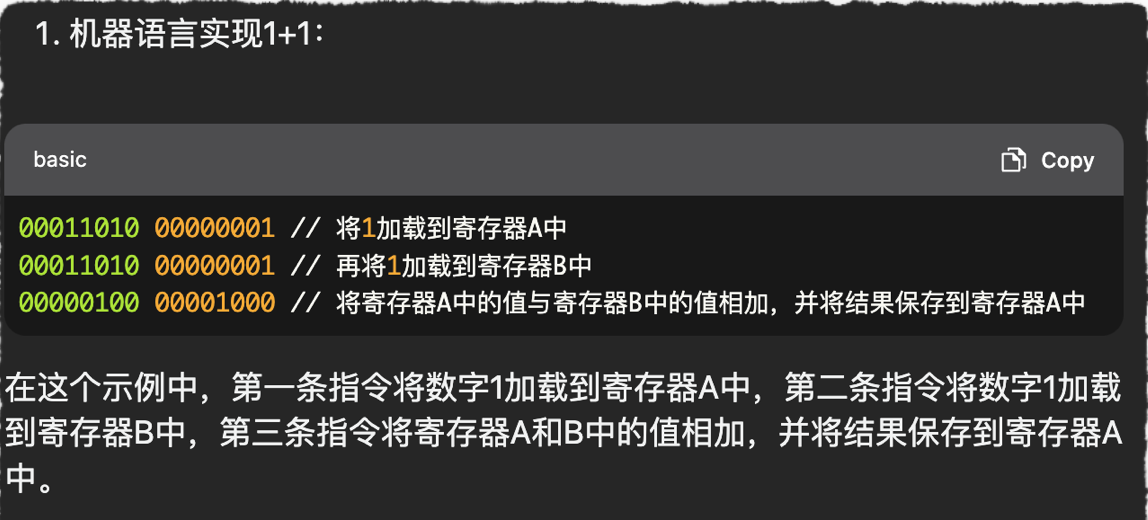 1. 机器语言实现1+1：
basic
Copy
00011010 00000001 // 将1加载到寄存器A中
00011010 00000001 // 再将1加载到寄存器B中
00000100 00001000 // 将寄存器A中的值与寄存器B中的值相加，并将结果保存到寄存器A中
在这个示例中，第一条指令将数字1加载到寄存器A中，第二条指令将数字1加载
到寄存器B中，第三条指令将寄存器A和B中的值相加，并将结果保存到寄存器A
中。